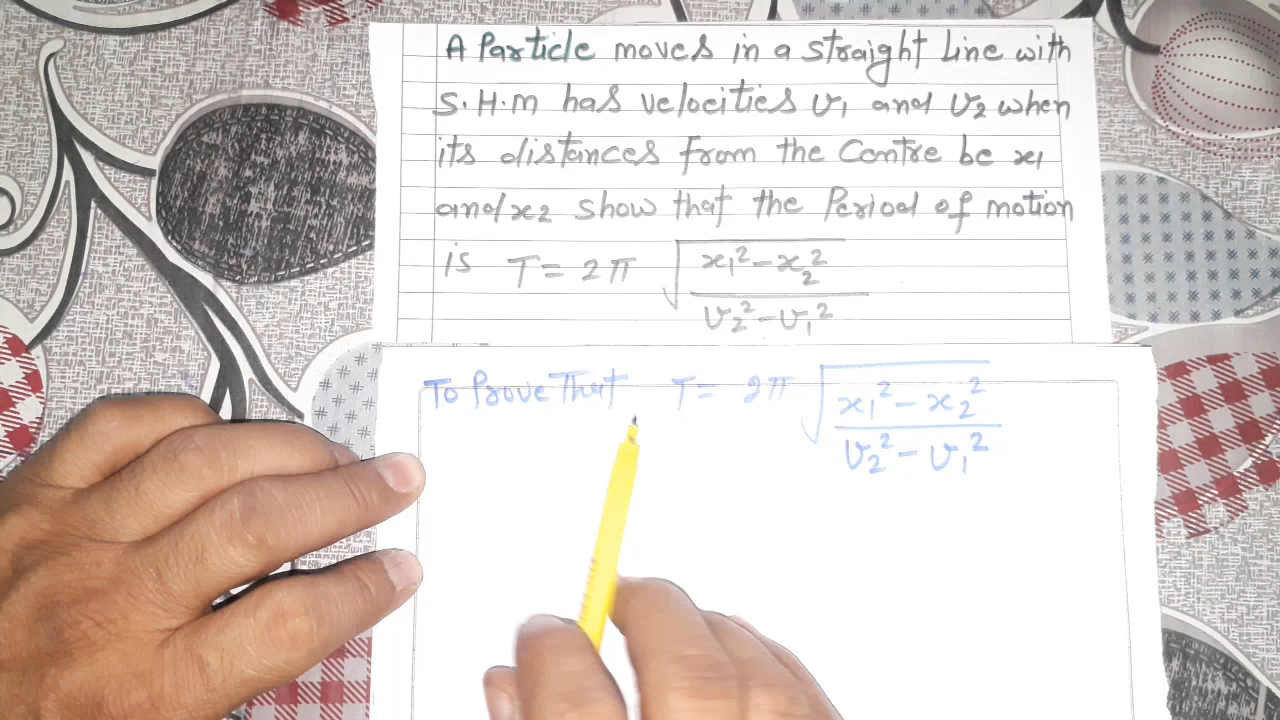 A Particle moves in a straight Line with
S.H.m has velocities v₁ and v₂ when
its distances from the Centre be x₁
and x₂ show that the Period of motion
is T = 2π √((x₁² - x₂²)/(v₂² - v₁²))
To Prove That T = 2π √((x₁² - x₂²)/(v₂² - v₁²))